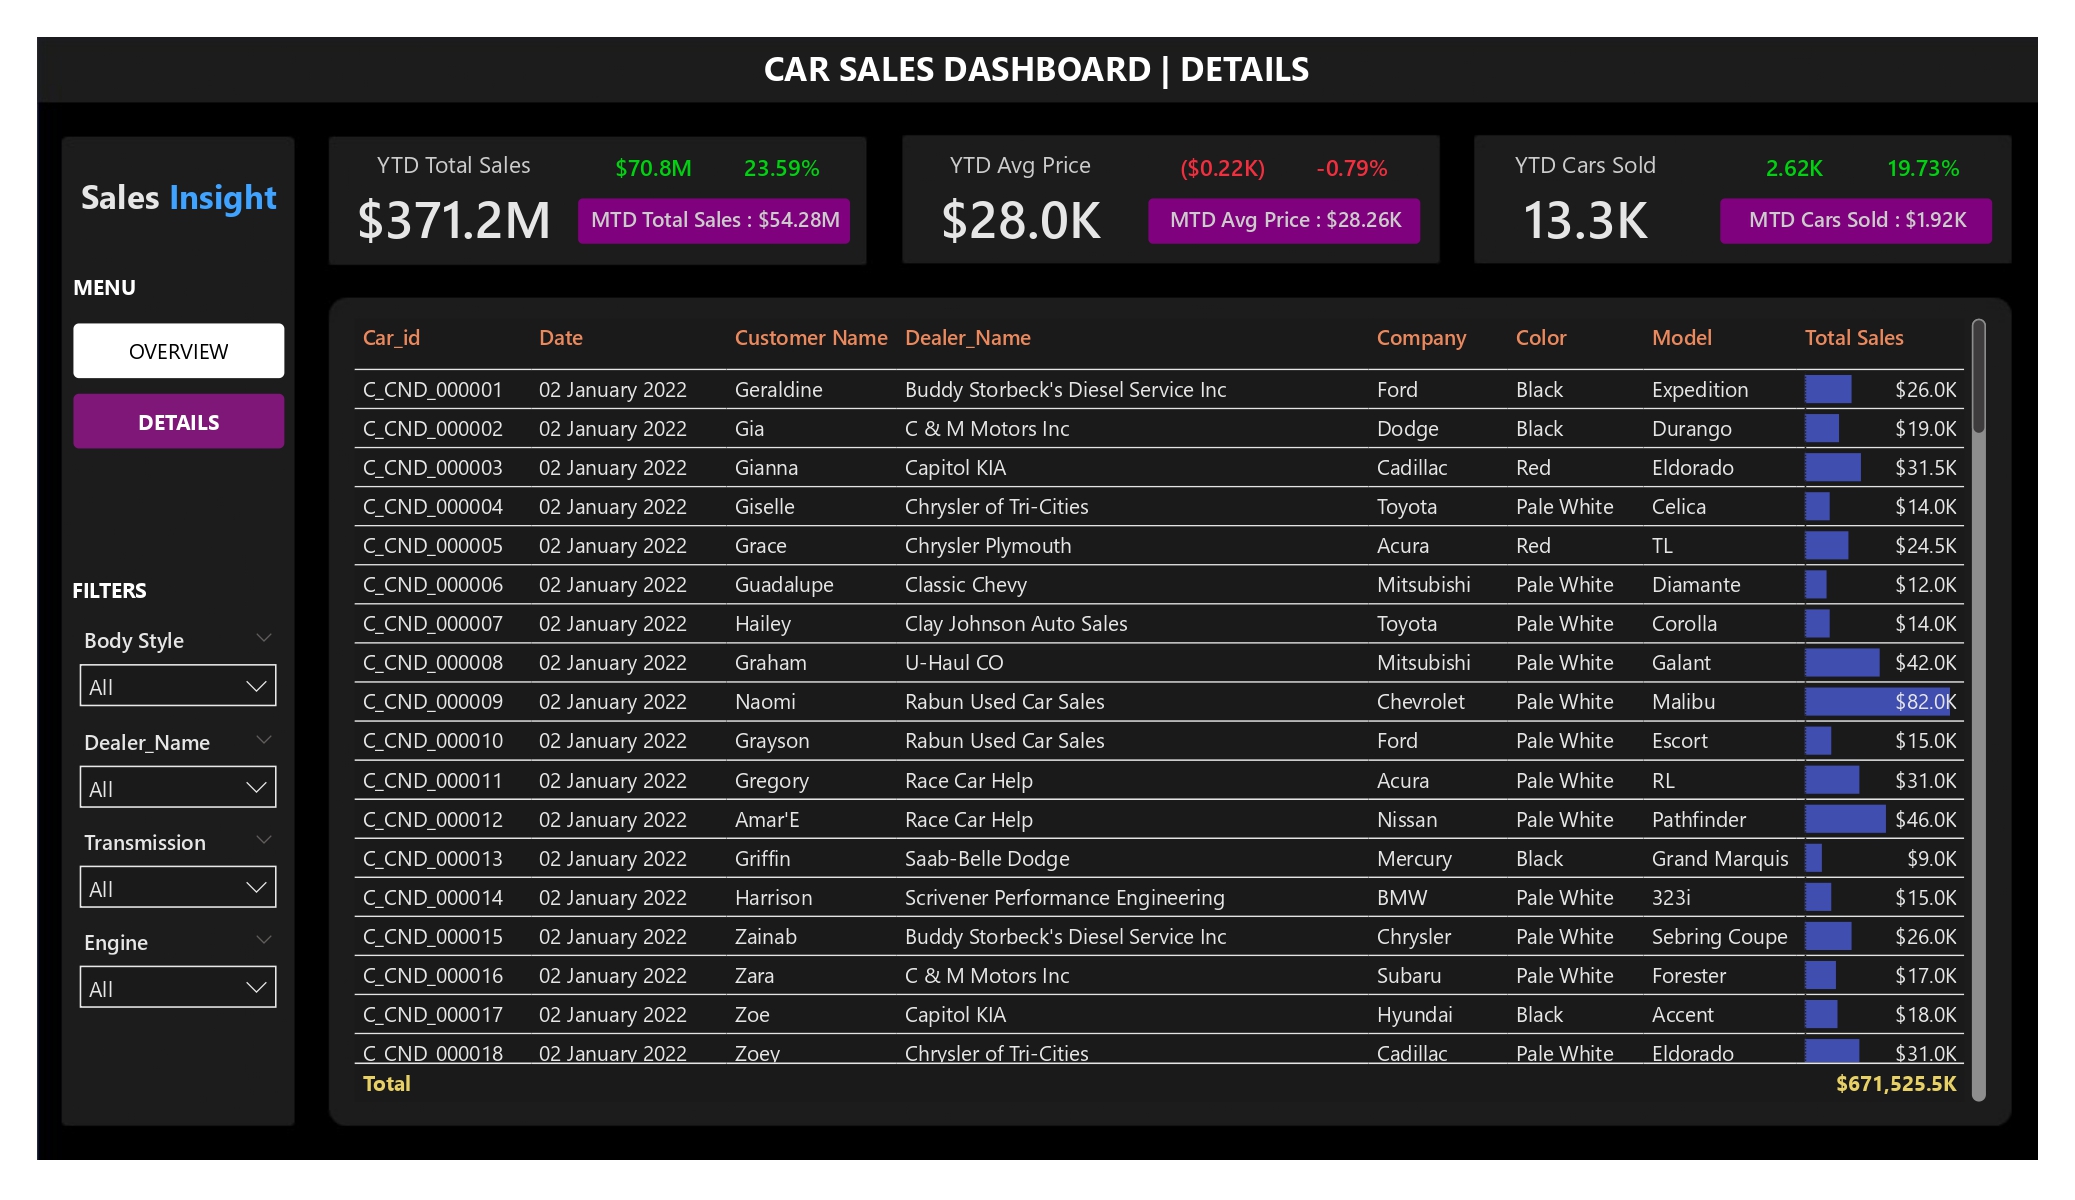 CAR SALES DASHBOARD | DETAILS
Sales Insight
MENU
OVERVIEW
DETAILS
FILTERS
Body Style
All
Dealer_Name
All
Transmission
All
Engine
All
YTD Total Sales $70.8M 23.59%
$371.2M MTD Total Sales : $54.28M
YTD Avg Price ($0.22K) -0.79%
$28.0K MTD Avg Price : $28.26K
YTD Cars Sold 2.62K 19.73%
13.3K MTD Cars Sold : $1.92K
Car_id Date Customer Name Dealer_Name Company Color Model Total Sales
C_CND_000001 02 January 2022 Geraldine Buddy Storbeck's Diesel Service Inc Ford Black Expedition $26.0K
C_CND_000002 02 January 2022 Gia C & M Motors Inc Dodge Black Durango $19.0K
C_CND_000003 02 January 2022 Gianna Capitol KIA Cadillac Red Eldorado $31.5K
C_CND_000004 02 January 2022 Giselle Chrysler of Tri-Cities Toyota Pale White Celica $14.0K
C_CND_000005 02 January 2022 Grace Chrysler Plymouth Acura Red TL $24.5K
C_CND_000006 02 January 2022 Guadalupe Classic Chevy Mitsubishi Pale White Diamante $12.0K
C_CND_000007 02 January 2022 Hailey Clay Johnson Auto Sales Toyota Pale White Corolla $14.0K
C_CND_000008 02 January 2022 Graham U-Haul CO Mitsubishi Pale White Galant $42.0K
C_CND_000009 02 January 2022 Naomi Rabun Used Car Sales Chevrolet Pale White Malibu $82.0K
C_CND_000010 02 January 2022 Grayson Rabun Used Car Sales Ford Pale White Escort $15.0K
C_CND_000011 02 January 2022 Gregory Race Car Help Acura Pale White RL $31.0K
C_CND_000012 02 January 2022 Amar'E Race Car Help Nissan Pale White Pathfinder $46.0K
C_CND_000013 02 January 2022 Griffin Saab-Belle Dodge Mercury Black Grand Marquis $9.0K
C_CND_000014 02 January 2022 Harrison Scrivener Performance Engineering BMW Pale White 323i $15.0K
C_CND_000015 02 January 2022 Zainab Buddy Storbeck's Diesel Service Inc Chrysler Pale White Sebring Coupe $26.0K
C_CND_000016 02 January 2022 Zara C & M Motors Inc Subaru Pale White Forester $17.0K
C_CND_000017 02 January 2022 Zoe Capitol KIA Hyundai Black Accent $18.0K
C_CND_000018 02 January 2022 Zoey Chrysler of Tri-Cities Cadillac Pale White Eldorado $31.0K
Total $671,525.5K